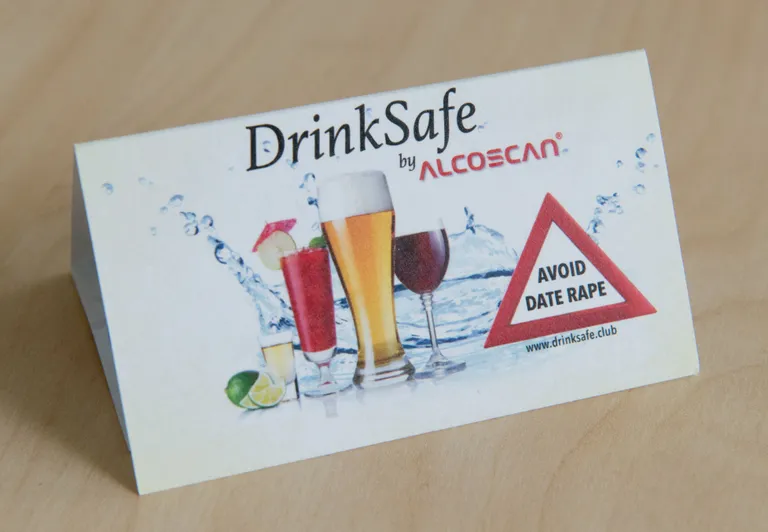 DrinkSafe
by ALCOSCAN®
AVOID
DATE RAPE
www.drinksafe.club